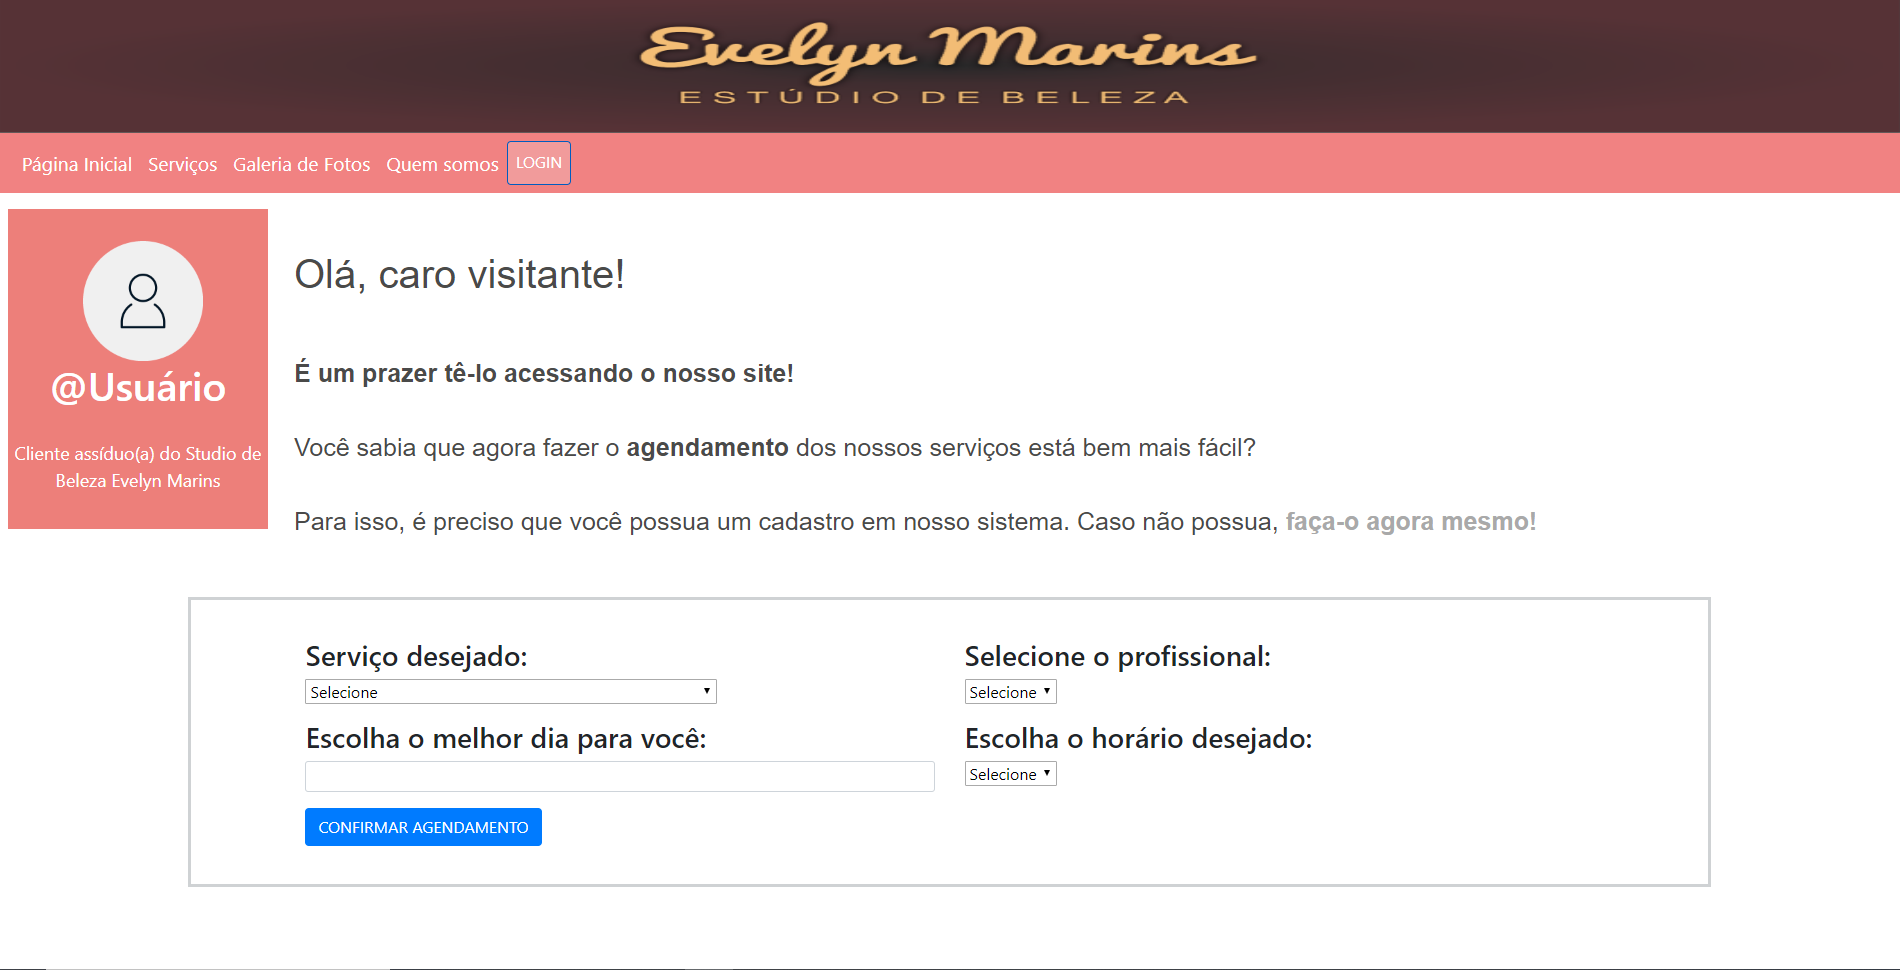 Evelyn Marins
ESTÚDIO DE BELEZA
Página Inicial Serviços Galeria de Fotos Quem somos LOGIN
@Usuário
Cliente assíduo(a) do Studio de
Beleza Evelyn Marins
Olá, caro visitante!
É um prazer tê-lo acessando o nosso site!
Você sabia que agora fazer o agendamento dos nossos serviços está bem mais fácil?
Para isso, é preciso que você possua um cadastro em nosso sistema. Caso não possua, faça-o agora mesmo!
Serviço desejado:
Selecione
Selecione o profissional:
Selecione
Escolha o melhor dia para você:
Escolha o horário desejado:
Selecione
CONFIRMAR AGENDAMENTO